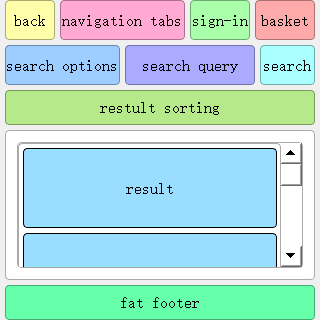 back navigation tabs sign-in basket
search options search query search
restult sorting
result
fat footer